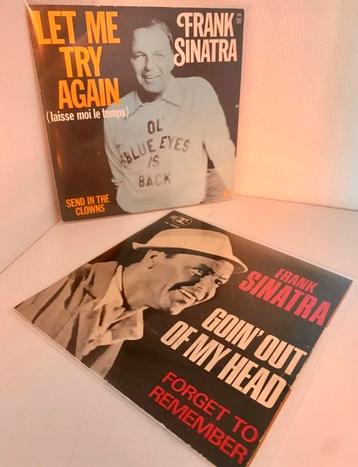 LET ME
TRY
AGAIN
(laisse moi le temps)
FRANK
SINATRA
OL'
BLUE EYES
IS
BACK
SEND IN THE
CLOWNS
FRANK
SINATRA
GOIN' OUT
OF MY HEAD
FORGET TO
REMEMBER